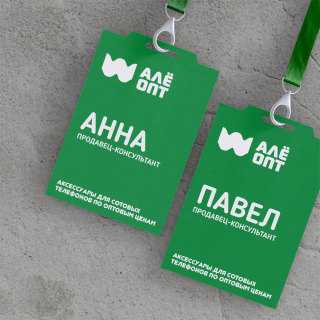 АЛЁ
ОПТ
АННА
ПРОДАВЕЦ-КОНСУЛЬТАНТ
АКСЕССУАРЫ ДЛЯ СОТОВЫХ
ТЕЛЕФОНОВ ПО ОПТОВЫМ ЦЕНАМ
АЛЁ
ОПТ
ПАВЕЛ
ПРОДАВЕЦ-КОНСУЛЬТАНТ
АКСЕССУАРЫ ДЛЯ СОТОВЫХ
ТЕЛЕФОНОВ ПО ОПТОВЫМ ЦЕНАМ